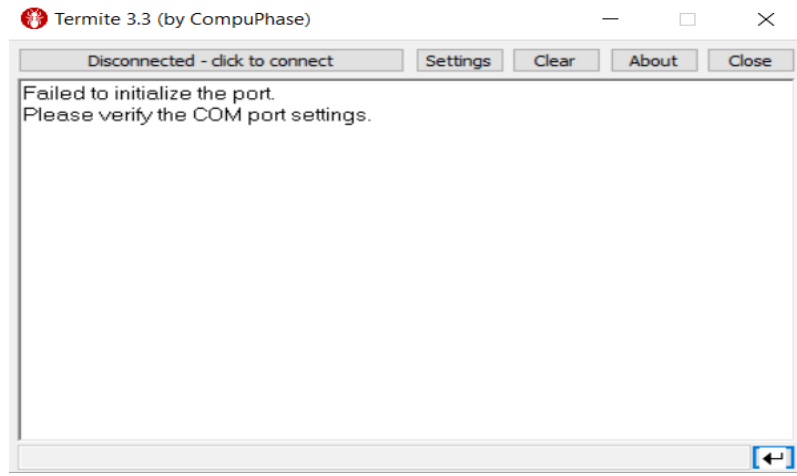 Termite 3.3 (by CompuPhase)
Disconnected - click to connect Settings Clear About Close
Failed to initialize the port.
Please verify the COM port settings.